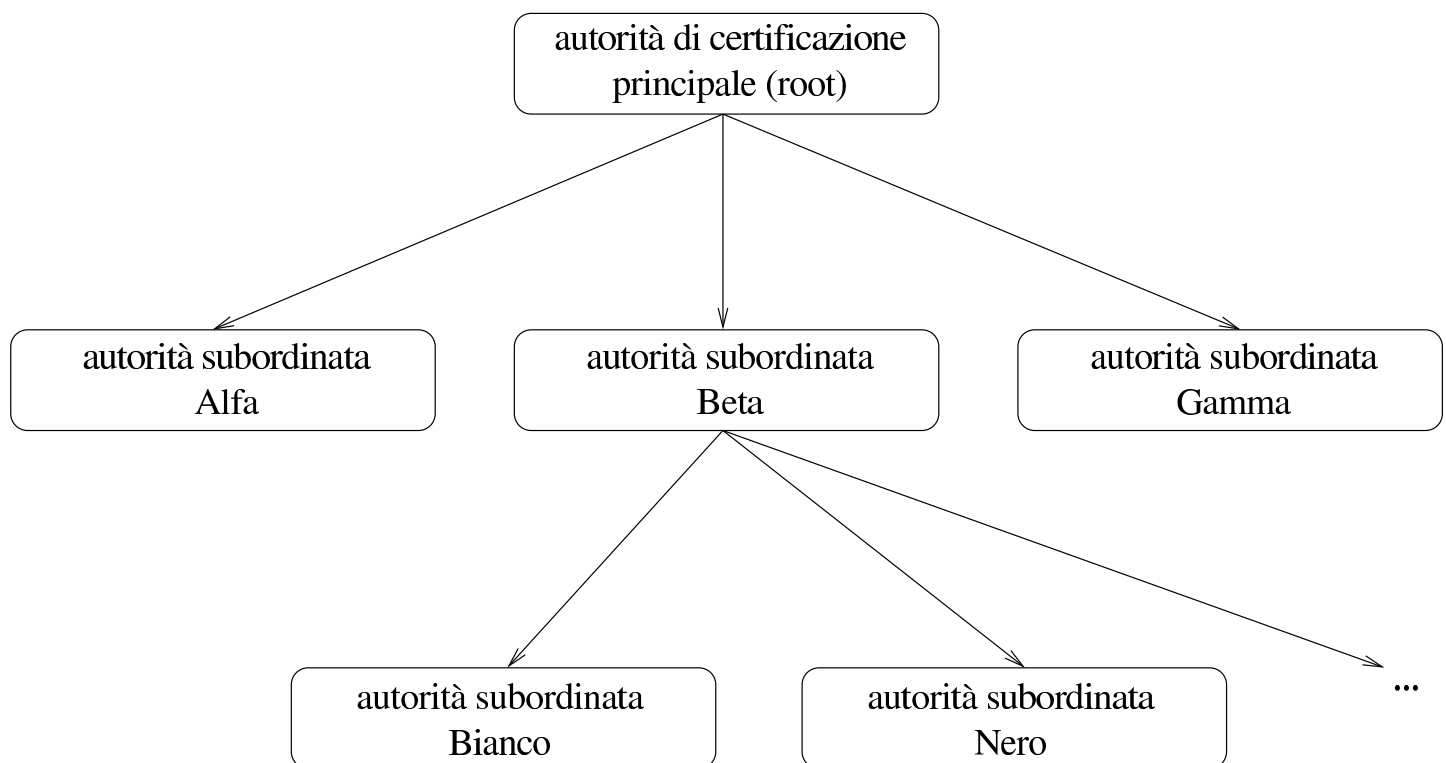 autorità di certificazione
principale (root)
autorità subordinata
Alfa
autorità subordinata
Beta
autorità subordinata
Gamma
autorità subordinata
Bianco
autorità subordinata
Nero
...